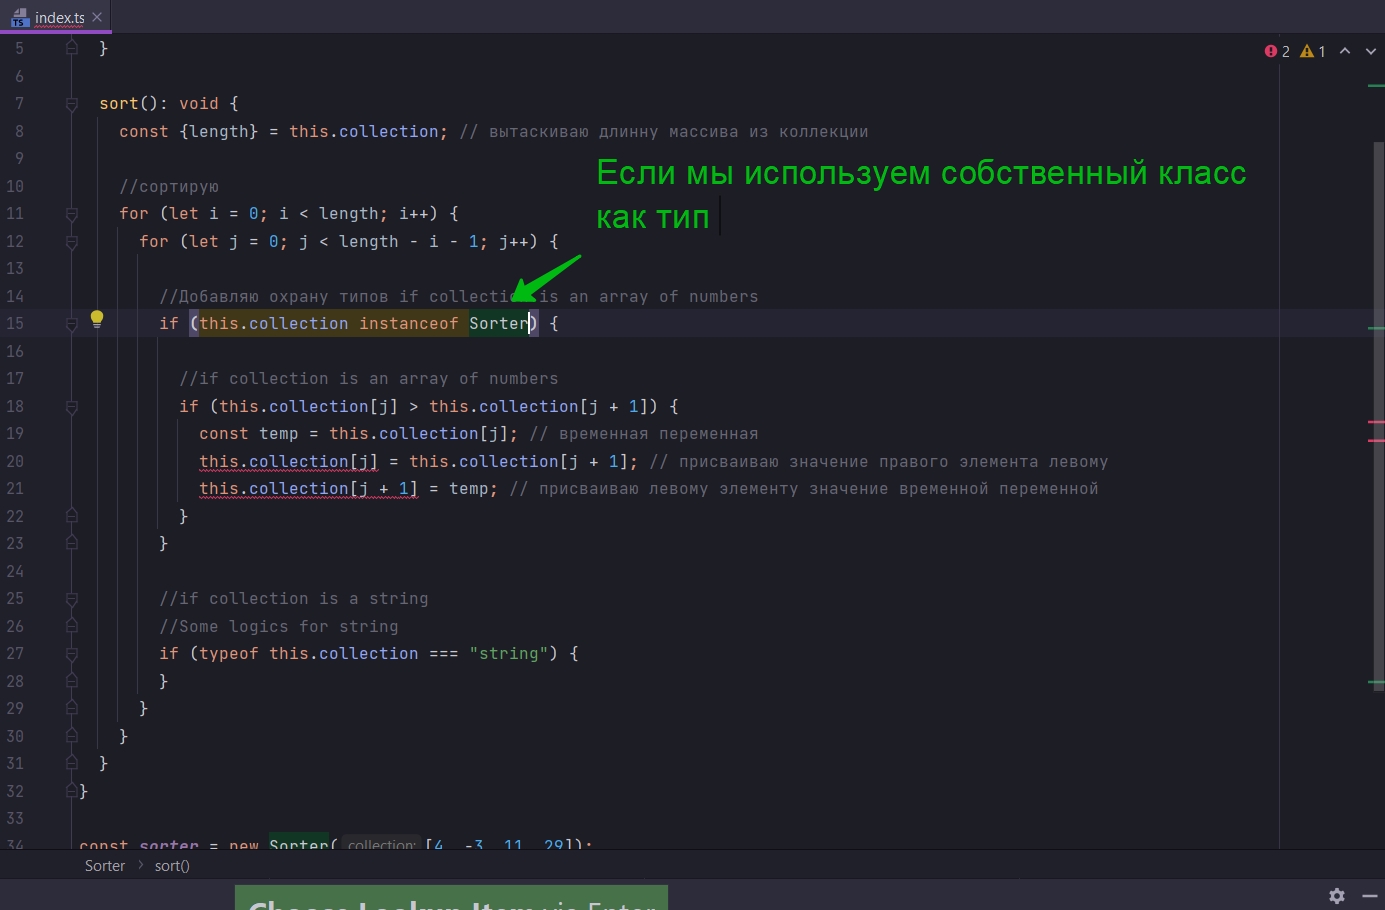 index.ts
2 1
5 }
6
7 sort(): void {
8 const {length} = this.collection; // вытаскиваю длинну массива из коллекции
9
Если мы используем собственный класс
как тип
10 //сортирую
11 for (let i = 0; i < length; i++) {
12 for (let j = 0; j < length - i - 1; j++) {
13
14 //Добавляю охрану типов if collection is an array of numbers
15 if (this.collection instanceof Sorter) {
16
17 //if collection is an array of numbers
18 if (this.collection[j] > this.collection[j + 1]) {
19 const temp = this.collection[j]; // временная переменная
20 this.collection[j] = this.collection[j + 1]; // присваиваю значение правого элемента левому
21 this.collection[j + 1] = temp; // присваиваю левому элементу значение временной переменной
22 }
23 }
24
25 //if collection is a string
26 //Some logics for string
27 if (typeof this.collection === "string") {
28 }
29 }
30 }
31 }
32 }
33
34 const sorter = new Sorter( collection: [4, -3, 11, 29]);
Sorter > sort()
Choose Lookup Item via Enter